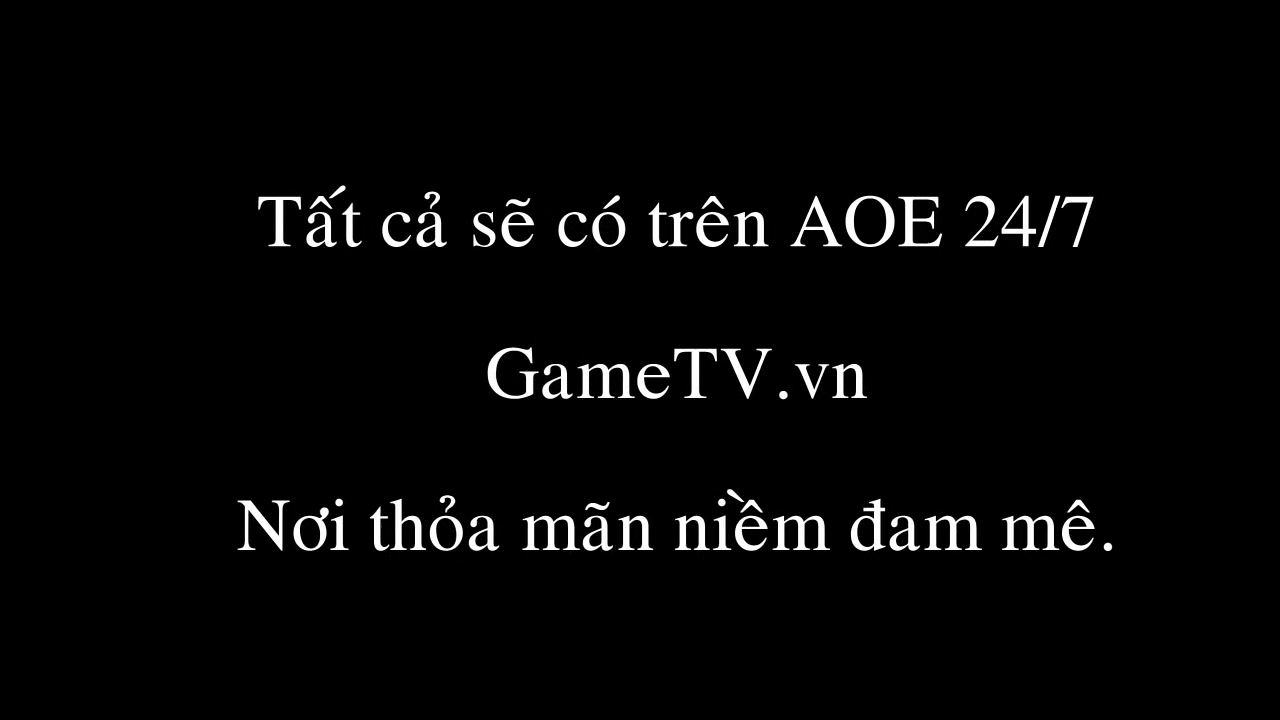 Tất cả sẽ có trên AOE 24/7
GameTV.vn
Nơi thỏa mãn niềm đam mê.